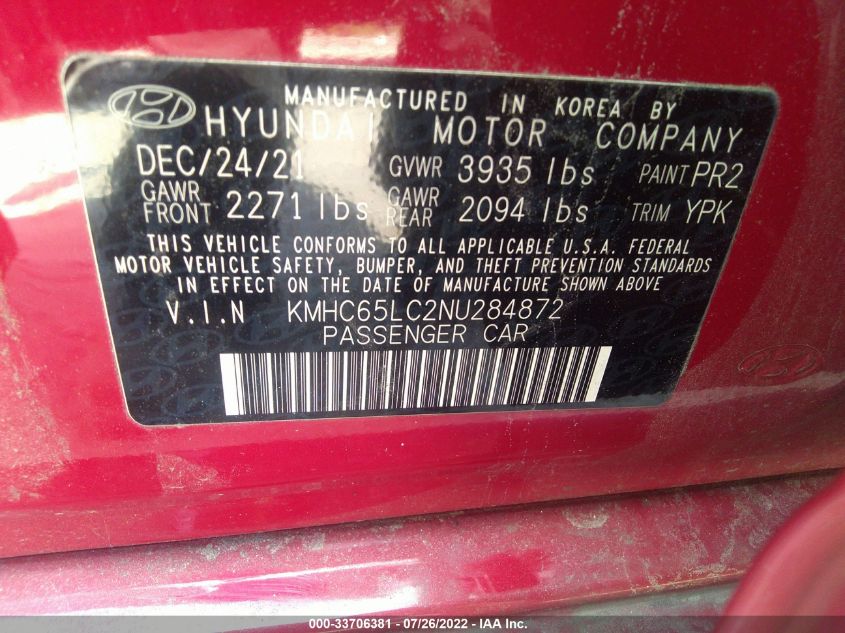 MANUFACTURED IN KOREA BY
HYUNDAI MOTOR COMPANY
DEC/24/21 GVWR 3935 lbs PAINT PR2
GAWR FRONT 2271 lbs GAWR REAR 2094 lbs TRIM YPK
THIS VEHICLE CONFORMS TO ALL APPLICABLE U.S.A. FEDERAL
MOTOR VEHICLE SAFETY, BUMPER, AND THEFT PREVENTION STANDARDS
IN EFFECT ON THE DATE OF MANUFACTURE SHOWN ABOVE
V.I.N KMHC65LC2NU284872
PASSENGER CAR
000-33706381 - 07/26/2022 - IAA Inc.